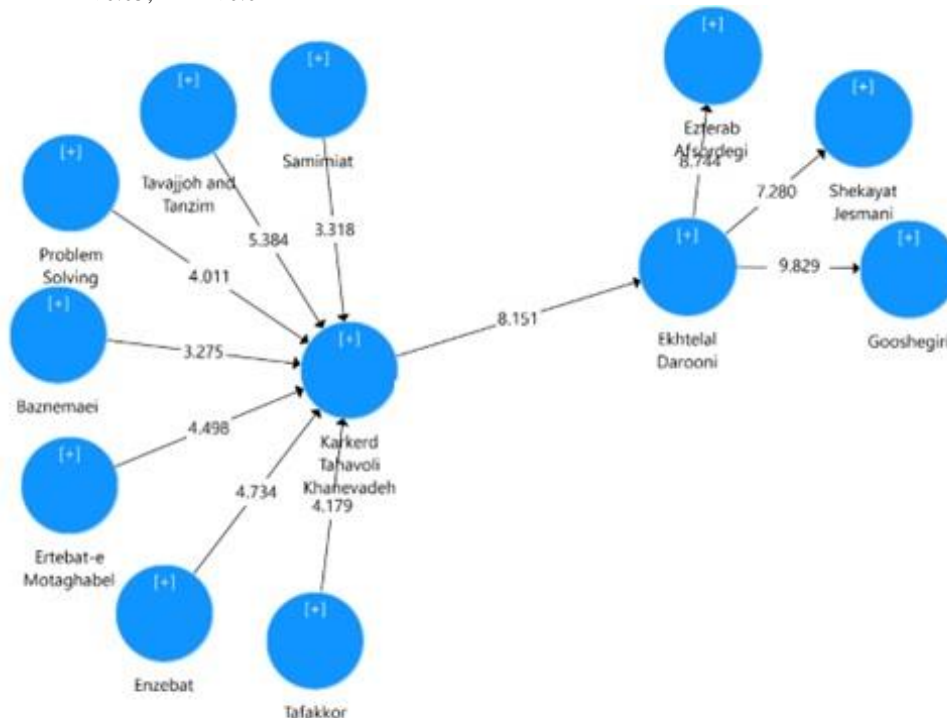 [+]
Ezterab
Afsordegi
8.744
[+]
Samimiat
[+]
Tavajjoh and
Tanzim
[+]
Shekayat
Jesmani
7.280
[+]
Problem
Solving
5.384
3.318
4.011
[+]
Ekhtelal
Darooni
9.829
[+]
Gooshegiri
[+]
Baznemaei
3.275
8.151
[+]
Karkerd
Tahavoli
Khanevadeh
4.498
[+]
Ertebat-e
Motaghabel
4.734
4.179
[+]
Enzebat
[+]
Tafakkor